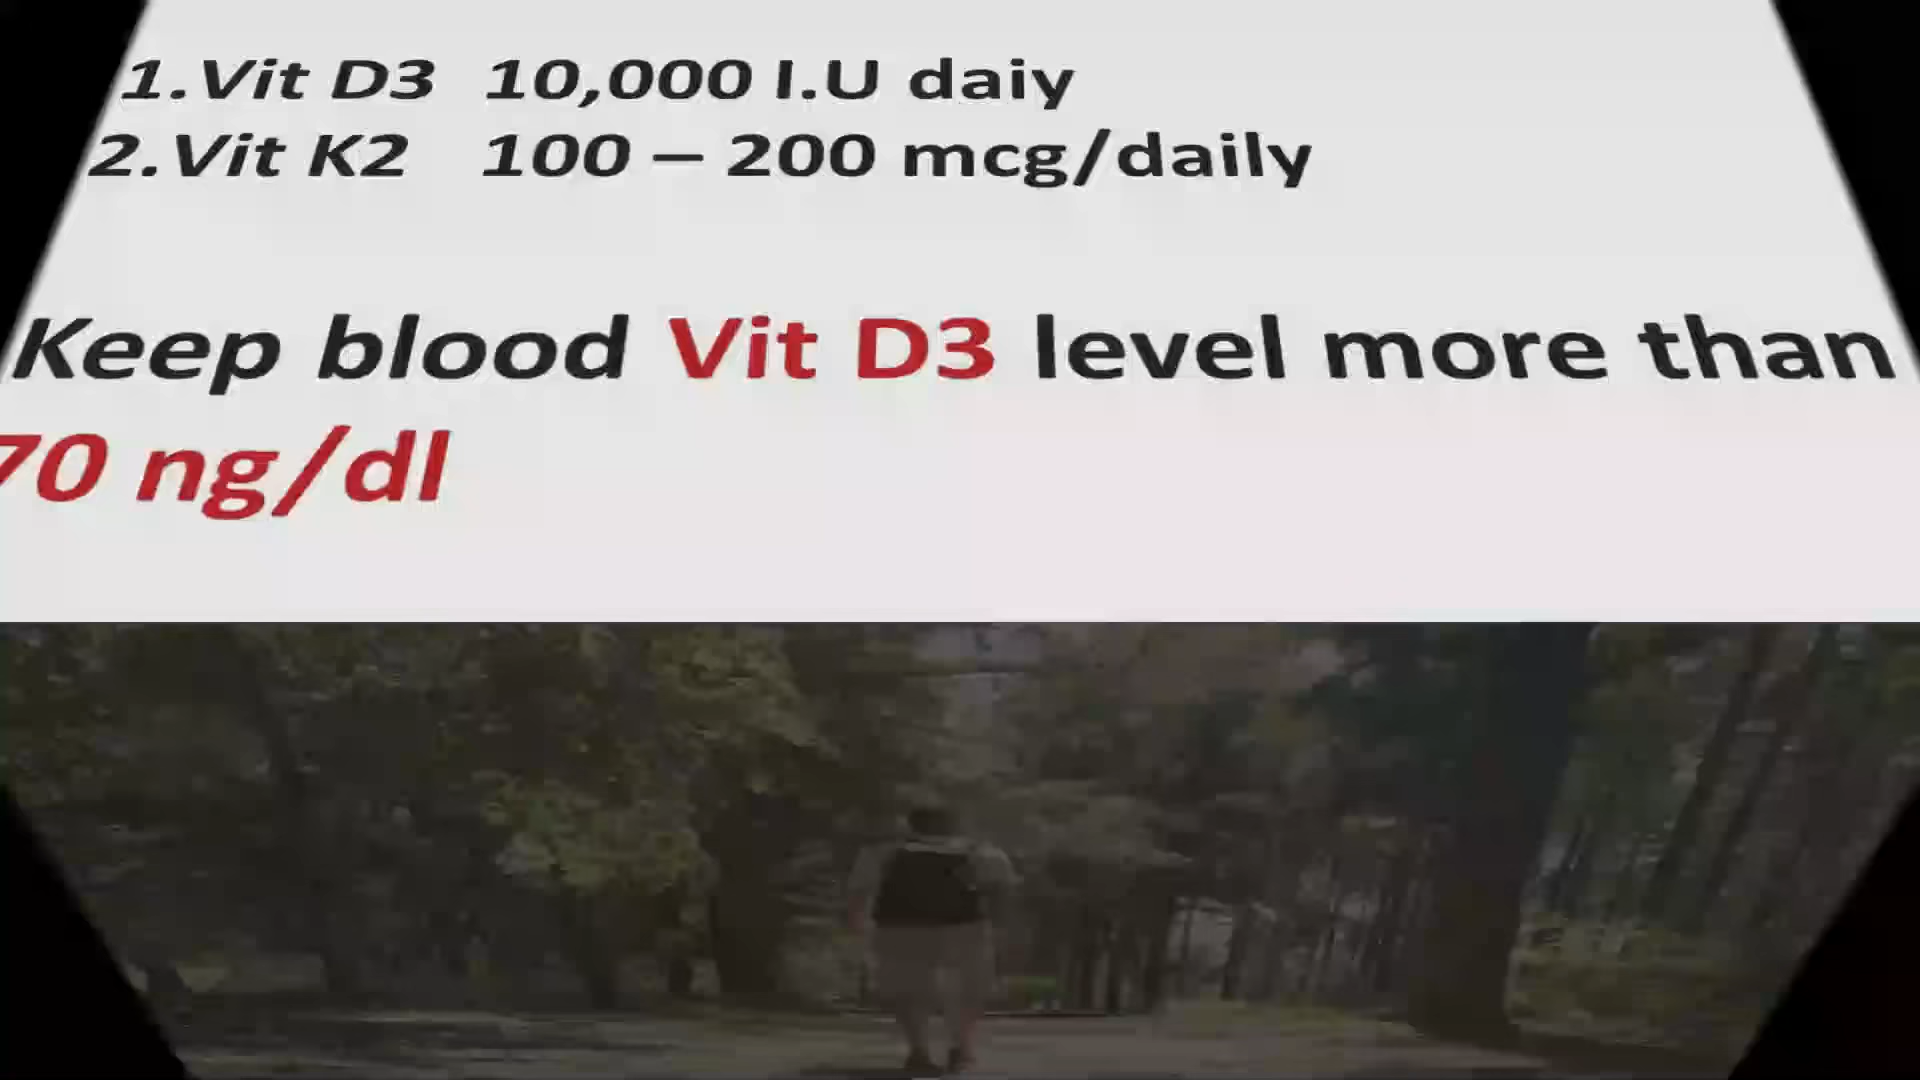 1. Vit D3 10,000 I.U daiy
2. Vit K2 100 – 200 mcg/daily
Keep blood Vit D3 level more than
70 ng/dl